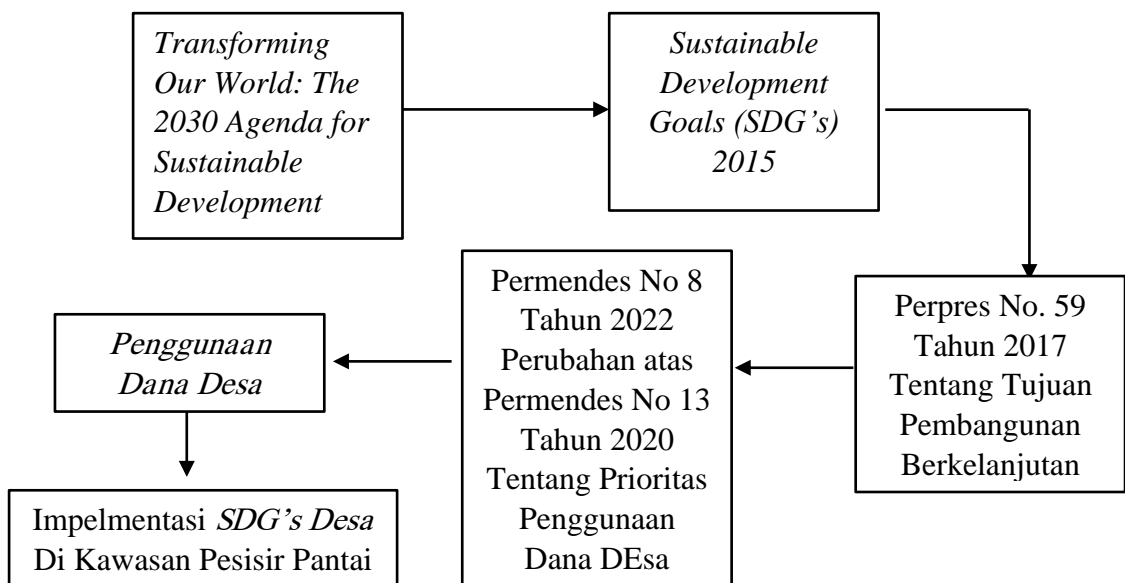 Transforming
Our World: The
2030 Agenda for
Sustainable
Development
Sustainable
Development
Goals (SDG's)
2015
Perpres No. 59
Tahun 2017
Tentang Tujuan
Pembangunan
Berkelanjutan
Permendes No 8
Tahun 2022
Perubahan atas
Permendes No 13
Tahun 2020
Tentang Prioritas
Penggunaan
Dana DEsa
Penggunaan
Dana Desa
Impelmentasi SDG's Desa
Di Kawasan Pesisir Pantai